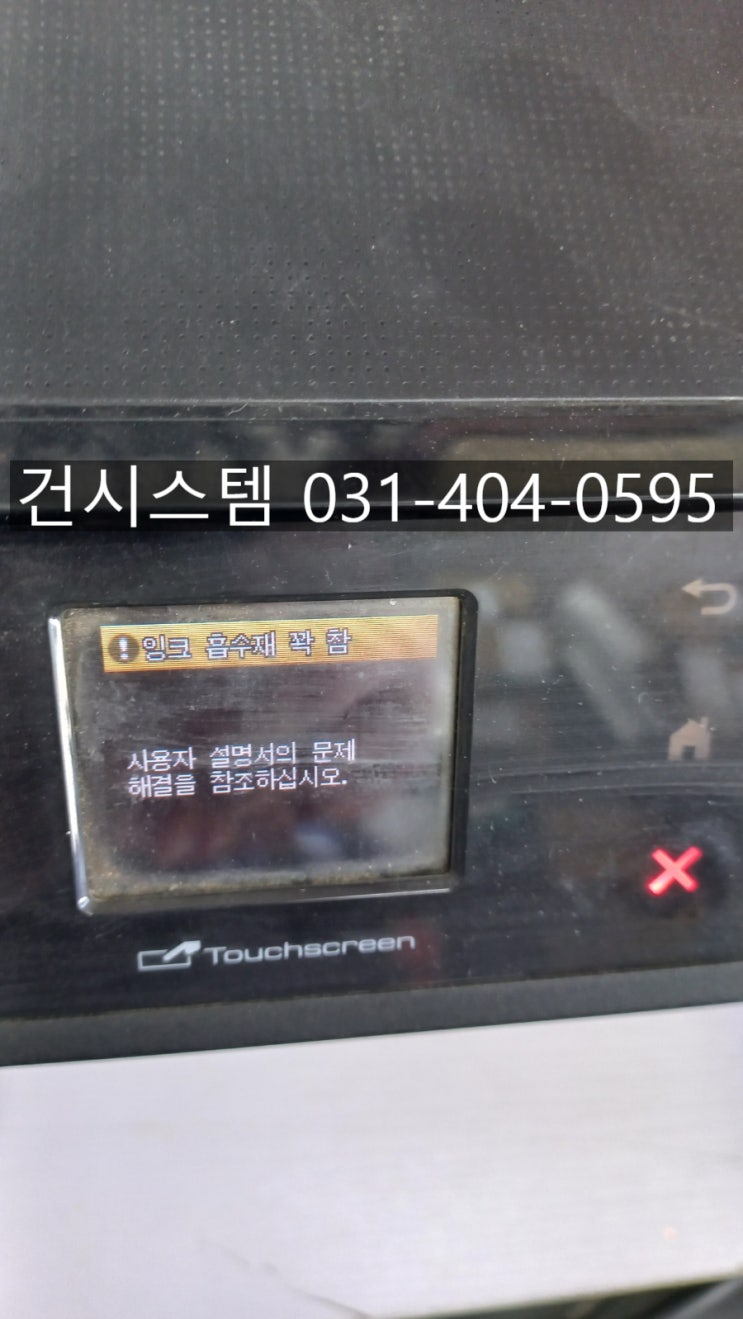 건시스템 031-404-0595
잉크 흡수재 꽉 참
사용자 설명서의 문제
해결을 참조하십시오.
Touchscreen